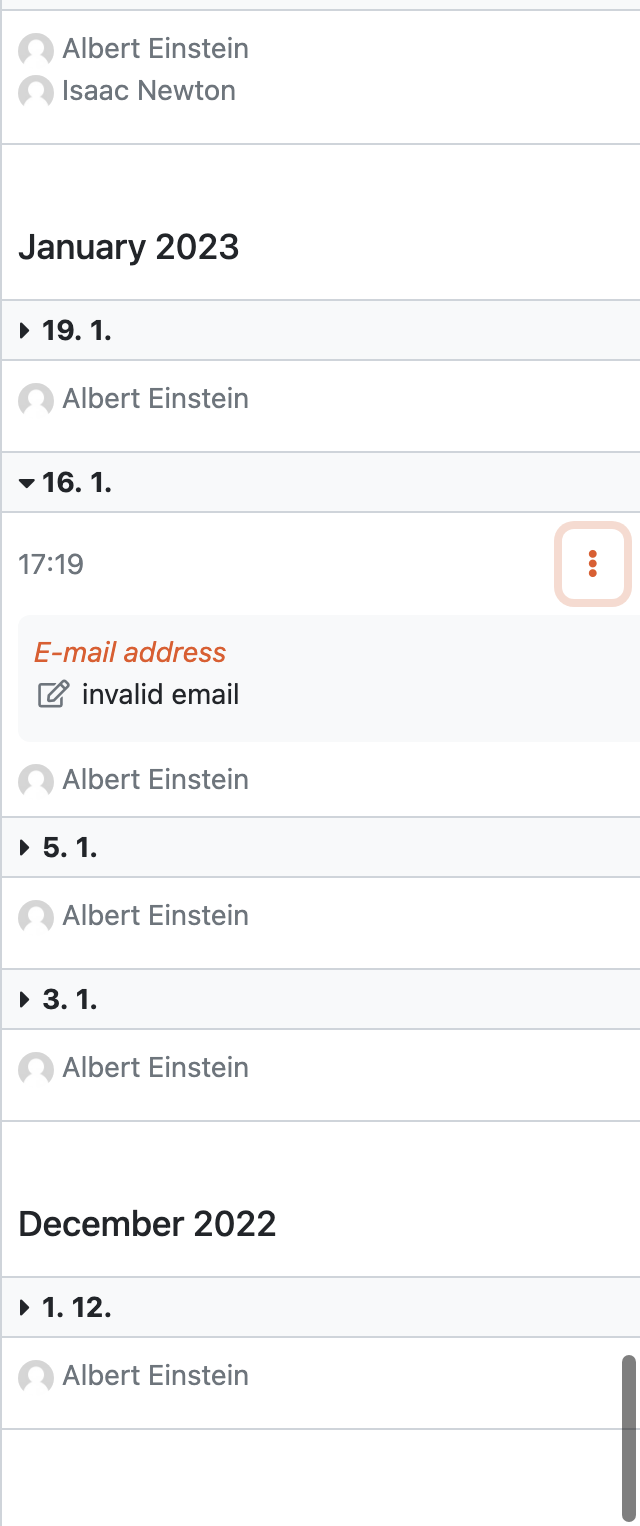 Albert Einstein
Isaac Newton
January 2023
19. 1.
Albert Einstein
16. 1.
17:19
E-mail address
invalid email
Albert Einstein
5. 1.
Albert Einstein
3. 1.
Albert Einstein
December 2022
1. 12.
Albert Einstein